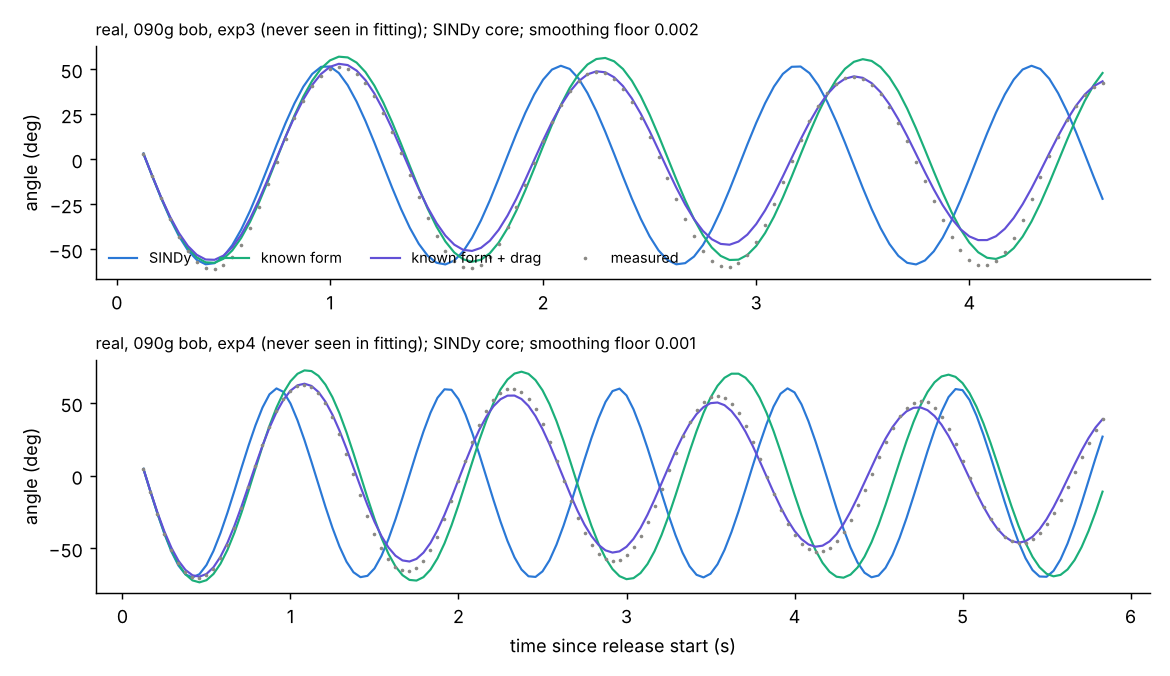 real, 090g bob, exp3 (never seen in fitting); SINDy core; smoothing floor 0.002
angle (deg)
50
25
0
−25
−50
SINDy known form known form + drag measured
0 1 2 3 4
real, 090g bob, exp4 (never seen in fitting); SINDy core; smoothing floor 0.001
angle (deg)
50
0
−50
0 1 2 3 4 5 6
time since release start (s)